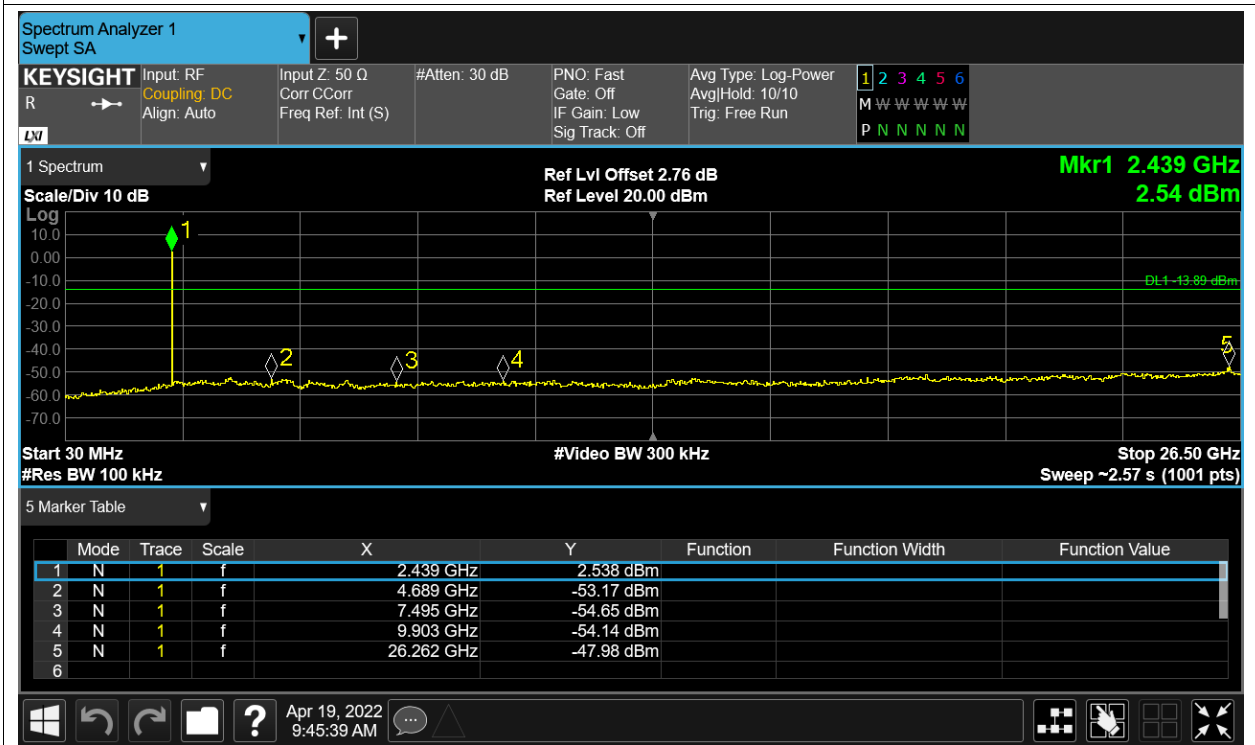 Spectrum Analyzer 1
Swept SA
KEYSIGHT
R
LXI
Input: RF
Coupling: DC
Align: Auto
Input Z: 50 Ω
Corr CCorr
Freq Ref: Int (S)
#Atten: 30 dB
PNO: Fast
Gate: Off
IF Gain: Low
Sig Track: Off
Avg Type: Log-Power
Avg|Hold: 10/10
Trig: Free Run
1 2 3 4 5 6
M W W W W W
P N N N N N
1 Spectrum
Scale/Div 10 dB
Ref Lvl Offset 2.76 dB
Ref Level 20.00 dBm
Mkr1 2.439 GHz
2.54 dBm
Log
10.0
0.00
-10.0
-20.0
-30.0
-40.0
-50.0
-60.0
-70.0
1
2
3
4
5
DL1 -13.89 dBm
Start 30 MHz
#Video BW 300 kHz
Stop 26.50 GHz
#Res BW 100 kHz
Sweep ~2.57 s (1001 pts)
5 Marker Table
Mode Trace Scale X Y Function Function Width Function Value
1 N 1 f 2.439 GHz 2.538 dBm
2 N 1 f 4.689 GHz -53.17 dBm
3 N 1 f 7.495 GHz -54.65 dBm
4 N 1 f 9.903 GHz -54.14 dBm
5 N 1 f 26.262 GHz -47.98 dBm
6
?
Apr 19, 2022
9:45:39 AM